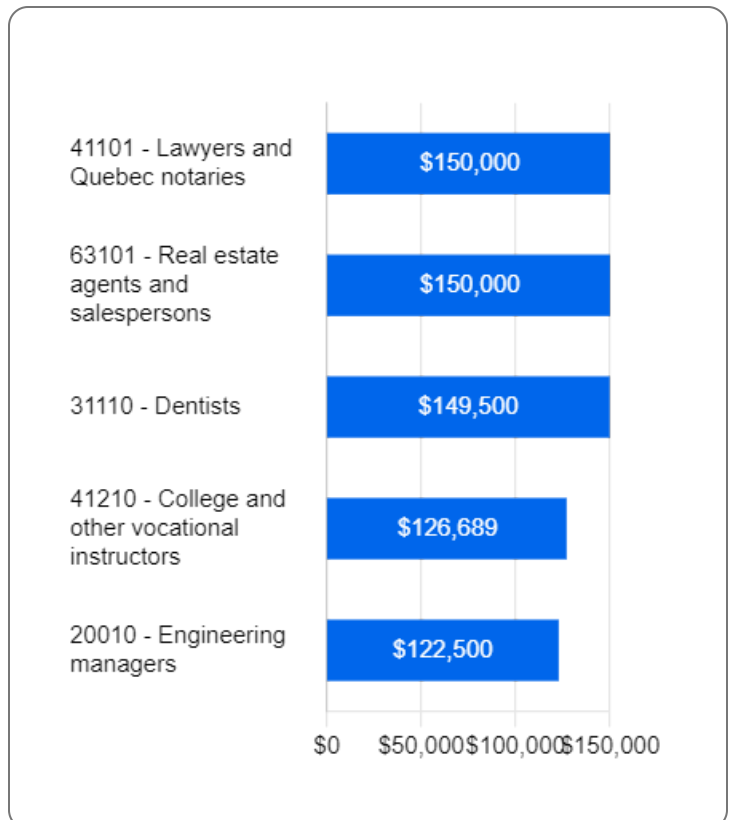 41101 - Lawyers and
Quebec notaries
$150,000
63101 - Real estate
agents and
salespersons
$150,000
31110 - Dentists
$149,500
41210 - College and
other vocational
instructors
$126,689
20010 - Engineering
managers
$122,500
$0 $50,000 $100,000 $150,000